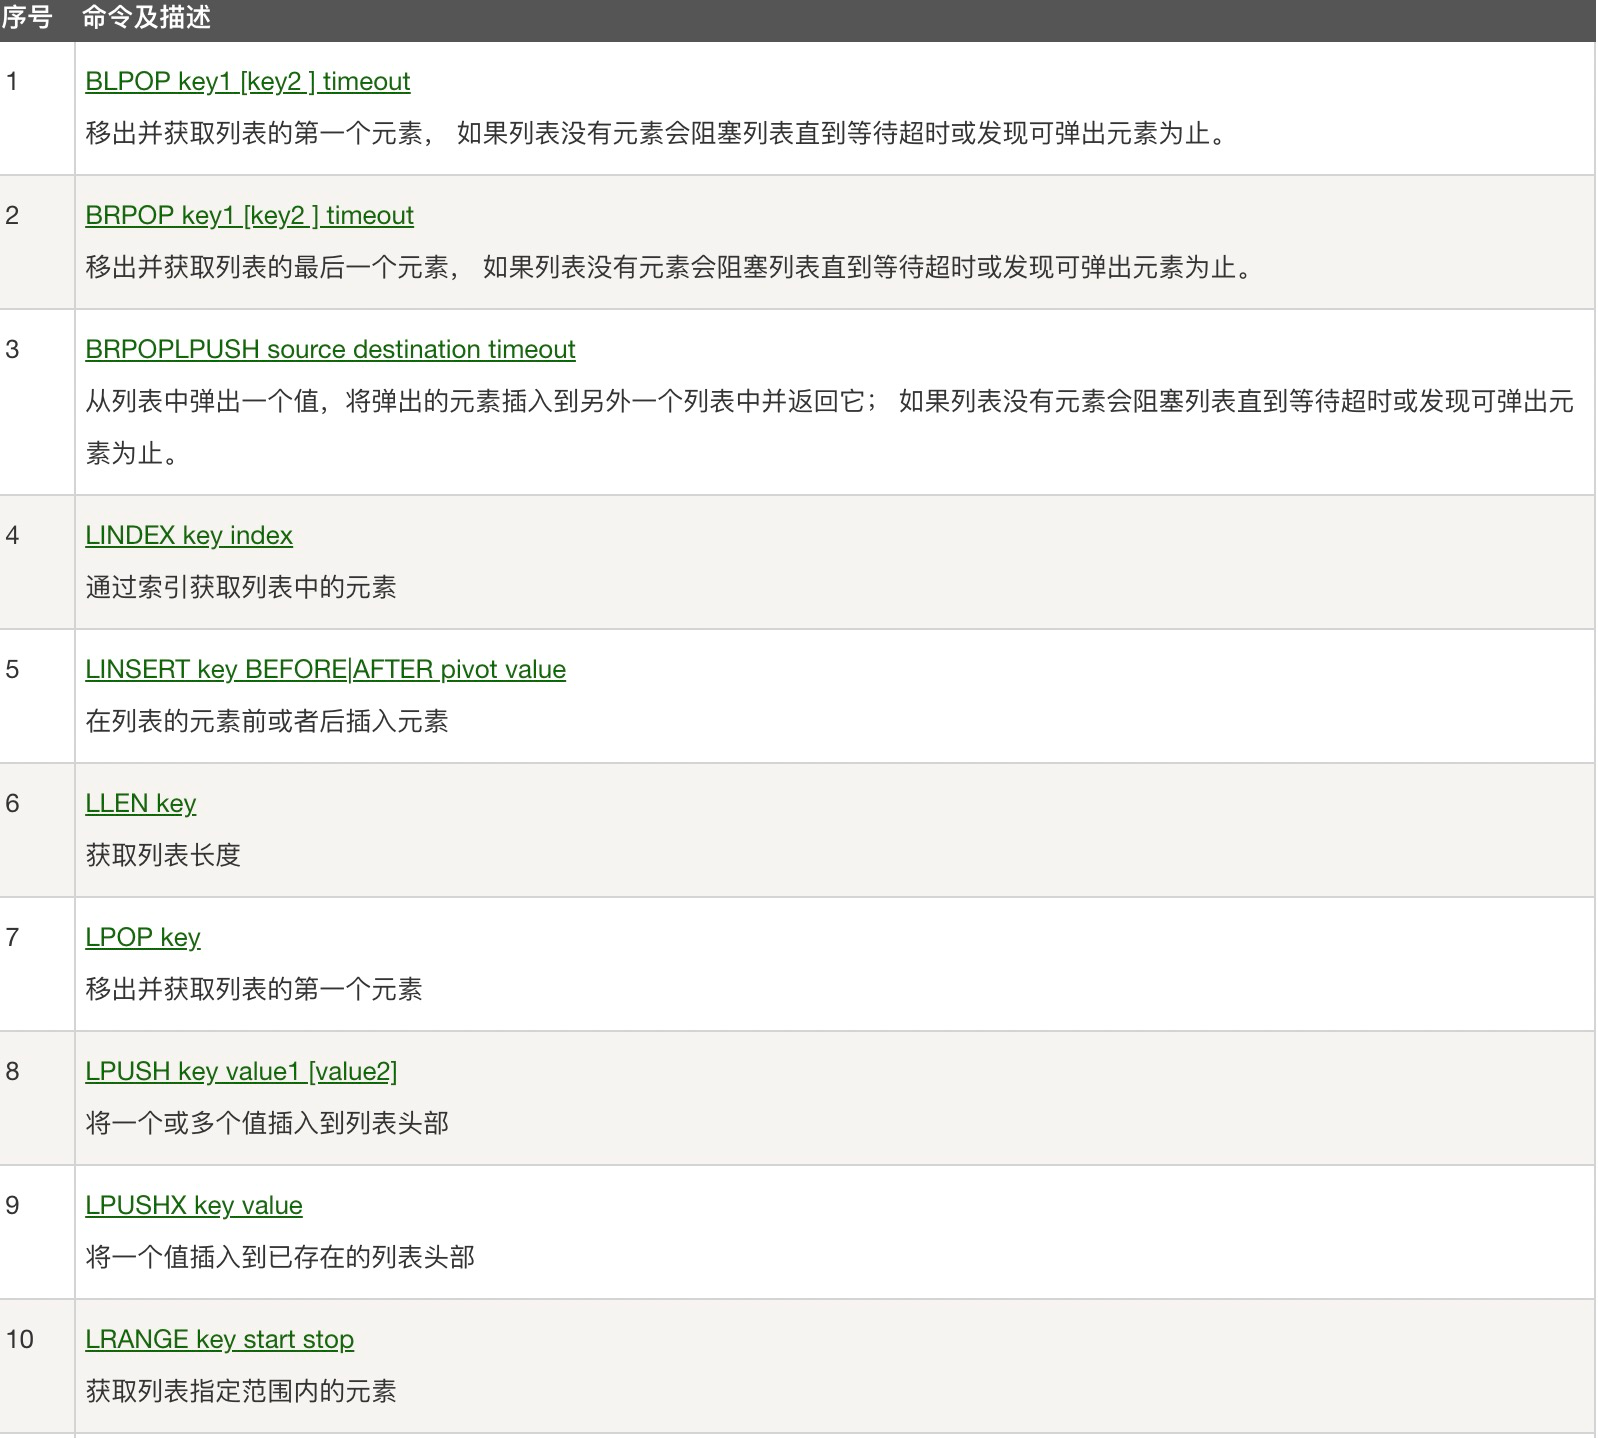 序号 命令及描述
1 BLPOP key1 [key2 ] timeout
移出并获取列表的第一个元素， 如果列表没有元素会阻塞列表直到等待超时或发现可弹出元素为止。
2 BRPOP key1 [key2 ] timeout
移出并获取列表的最后一个元素， 如果列表没有元素会阻塞列表直到等待超时或发现可弹出元素为止。
3 BRPOPLPUSH source destination timeout
从列表中弹出一个值，将弹出的元素插入到另外一个列表中并返回它； 如果列表没有元素会阻塞列表直到等待超时或发现可弹出元
素为止。
4 LINDEX key index
通过索引获取列表中的元素
5 LINSERT key BEFORE|AFTER pivot value
在列表的元素前或者后插入元素
6 LLEN key
获取列表长度
7 LPOP key
移出并获取列表的第一个元素
8 LPUSH key value1 [value2]
将一个或多个值插入到列表头部
9 LPUSHX key value
将一个值插入到已存在的列表头部
10 LRANGE key start stop
获取列表指定范围内的元素